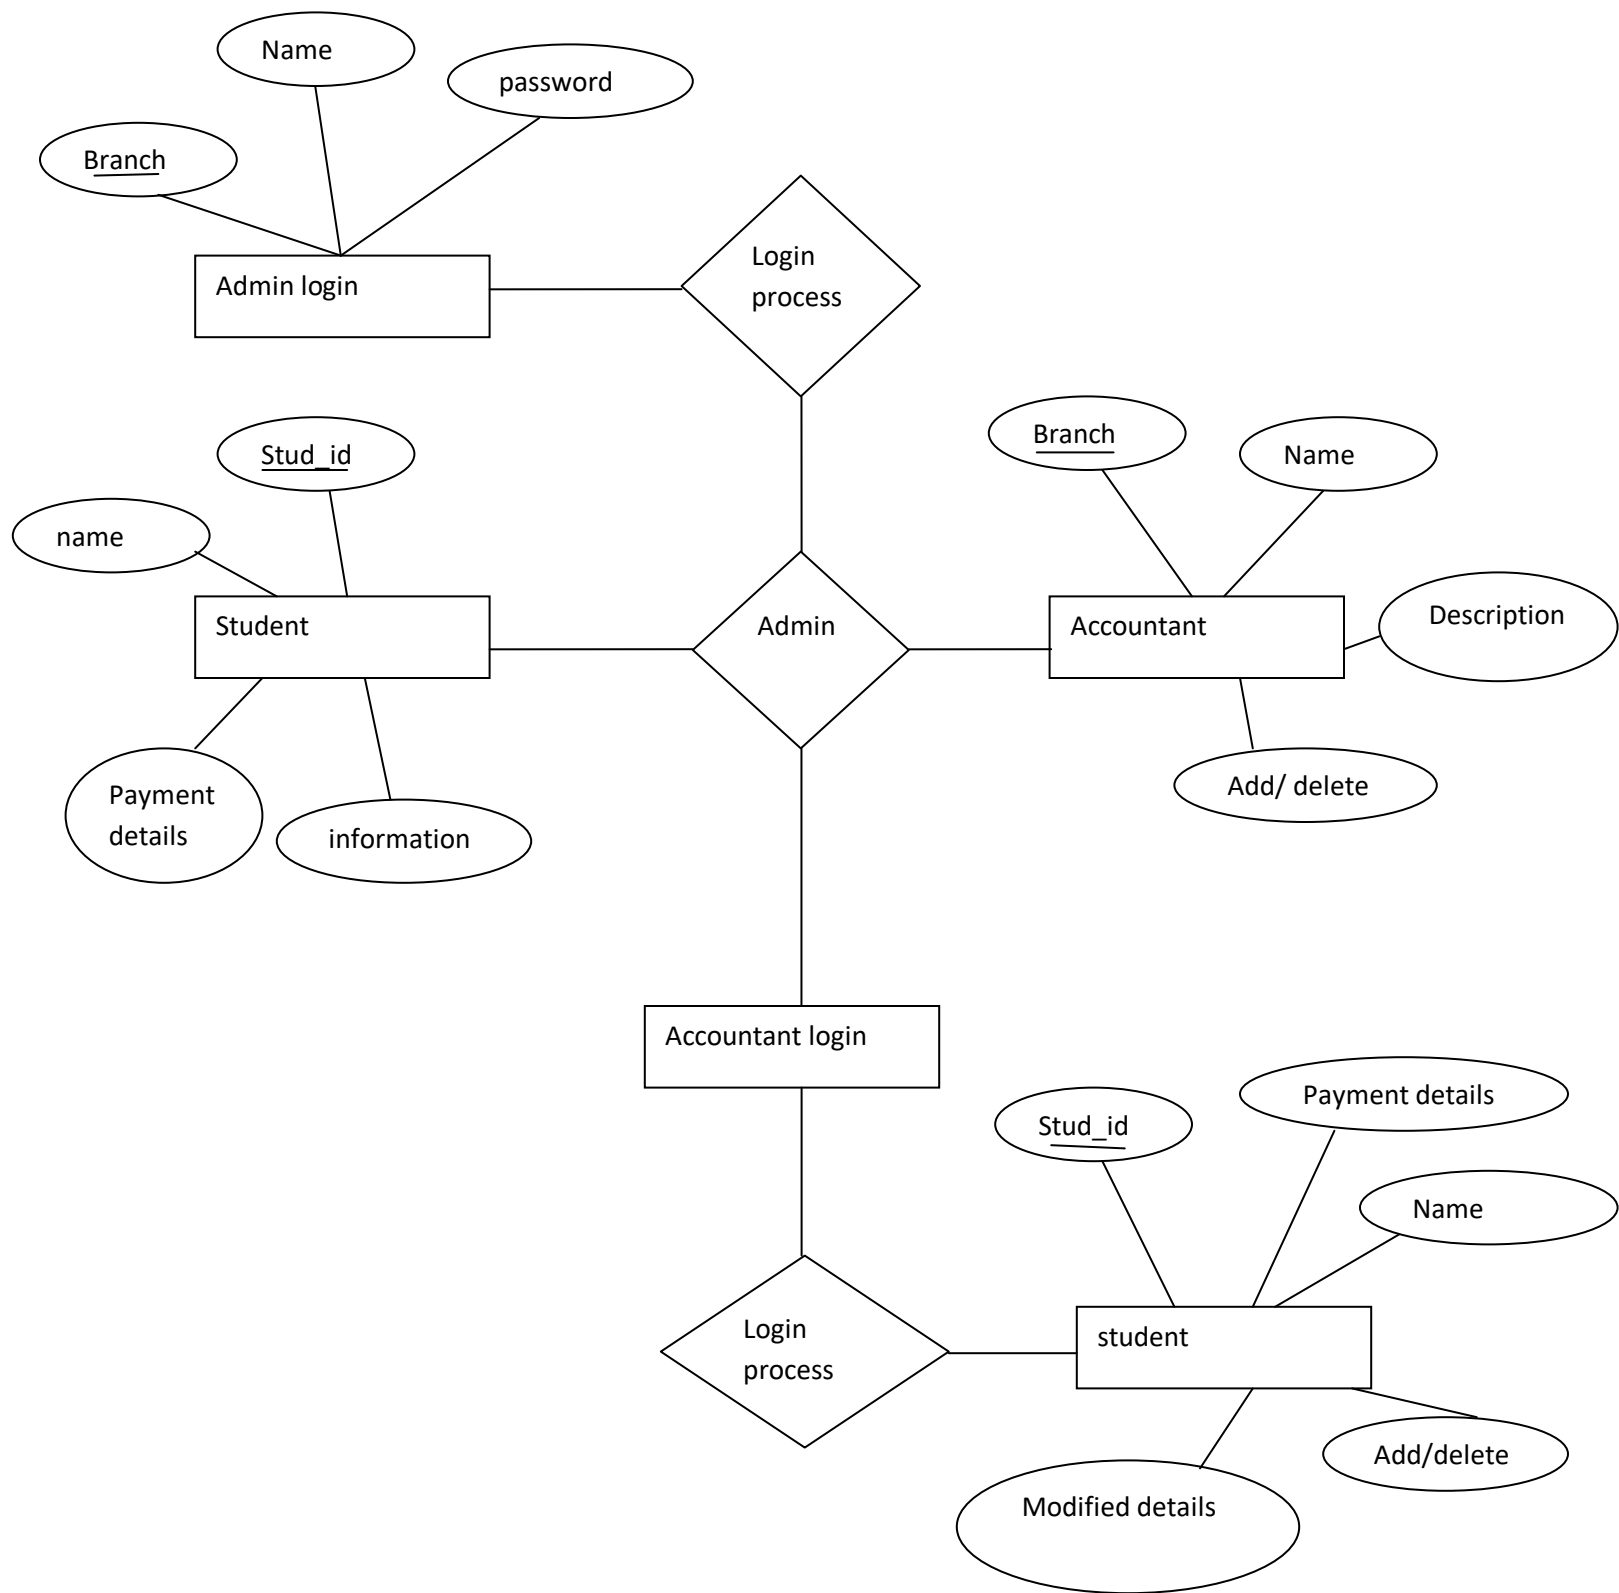 Name
password
Branch
Login
process
Admin login
Branch
Name
Stud_id
name
Description
Student
Admin
Accountant
Add/ delete
Payment
details
information
Accountant login
Payment details
Stud_id
Name
Login
process
student
Add/delete
Modified details